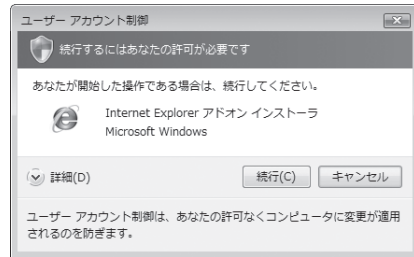 ユーザー アカウント制御
続行するにはあなたの許可が必要です
あなたが開始した操作である場合は、続行してください。
Internet Explorer アドオン インストーラ
Microsoft Windows
詳細(D)
続行(C)
キャンセル
ユーザー アカウント制御は、あなたの許可なくコンピュータに変更が適用
されるのを防ぎます。